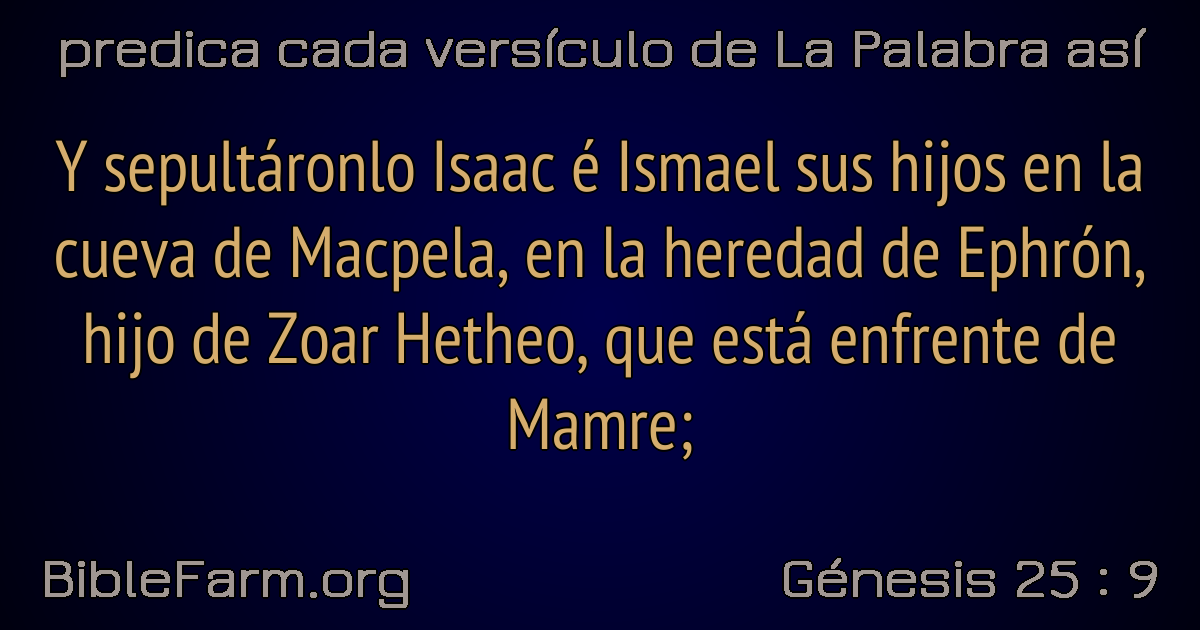 predica cada versículo de La Palabra así
Y sepultáronlo Isaac é Ismael sus hijos en la
cueva de Macpela, en la heredad de Ephrón,
hijo de Zoar Hetheo, que está enfrente de
Mamre;
BibleFarm.org
Génesis 25 : 9